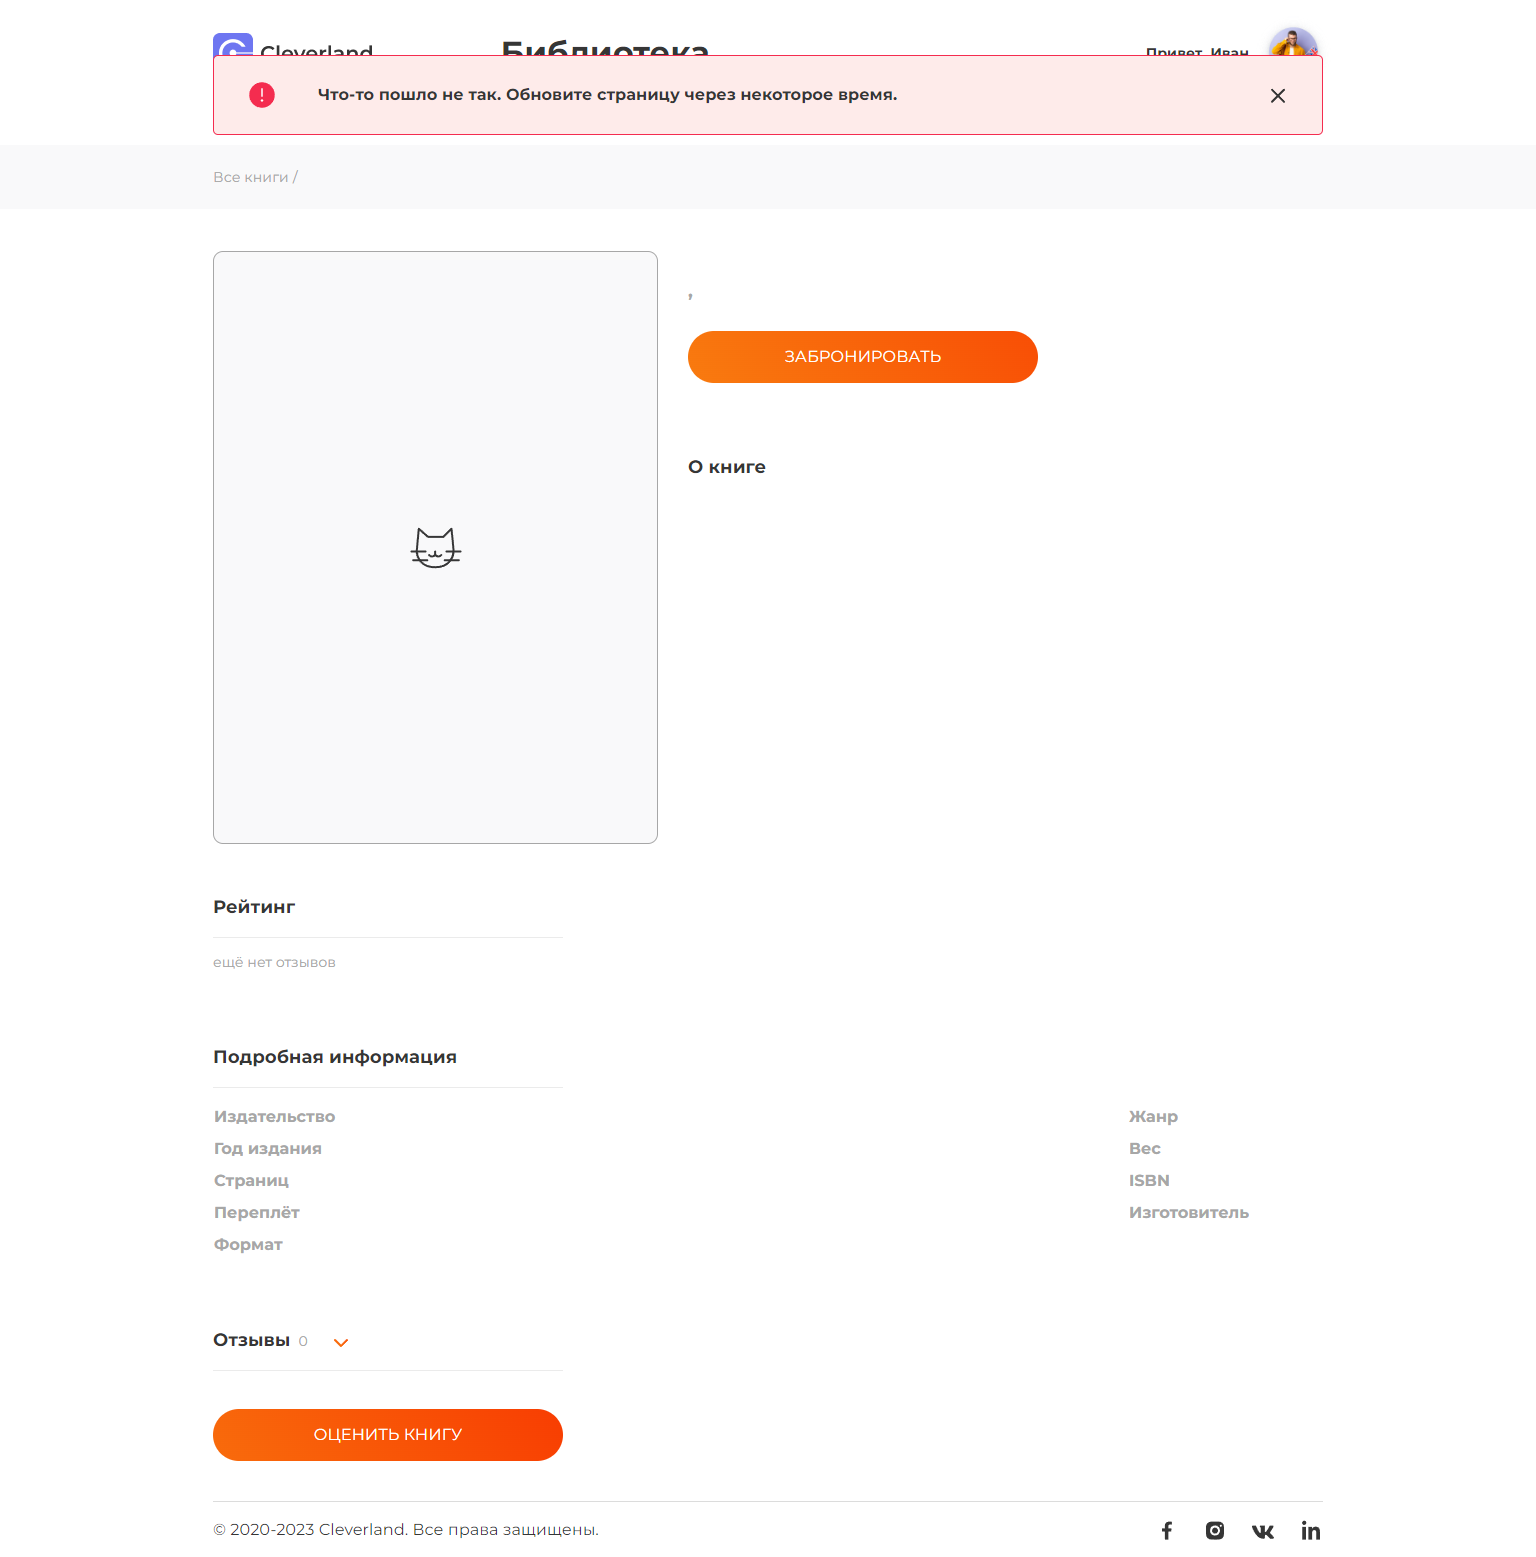 Cleverland
Библиотека
Привет, Иван
Что-то пошло не так. Обновите страницу через некоторое время.
Все книги /
,
ЗАБРОНИРОВАТЬ
О книге
Рейтинг
ещё нет отзывов
Подробная информация
Издательство
Жанр
Год издания
Вес
Страниц
ISBN
Переплёт
Изготовитель
Формат
Отзывы 0
ОЦЕНИТЬ КНИГУ
© 2020-2023 Cleverland. Все права защищены.